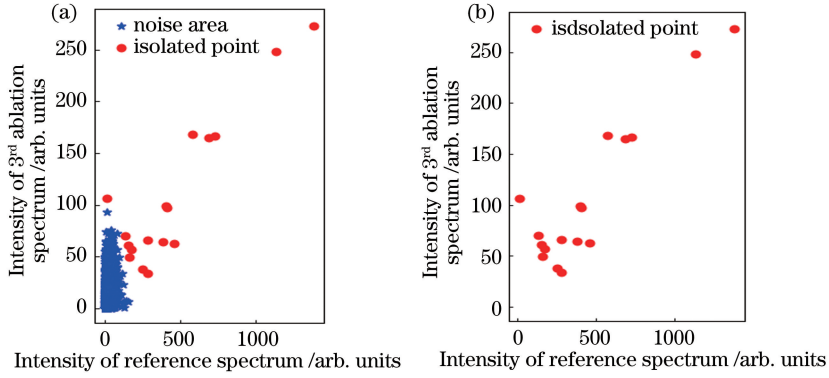 (a)
noise area
isolated point
250
200
150
100
50
0
0 500 1000
Intensity of 3rd ablation
spectrum /arb. units
Intensity of reference spectrum /arb. units
(b)
isdsolated point
250
200
150
100
50
0
0 500 1000
Intensity of 3rd ablation
spectrum /arb. units
Intensity of reference spectrum /arb. units